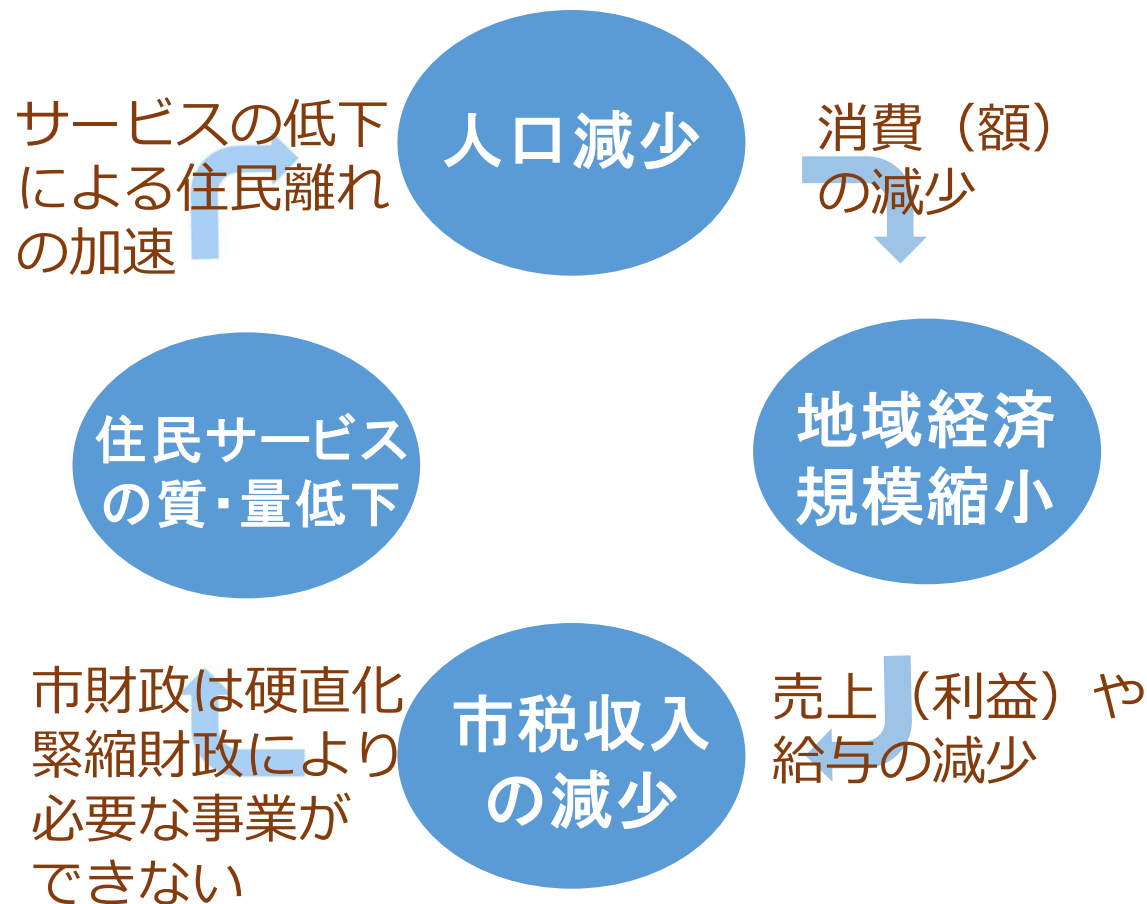 人口減少
消費（額）
の減少
地域経済
規模縮小
売上（利益）や
給与の減少
市税収入
の減少
市財政は硬直化
緊縮財政により
必要な事業が
できない
住民サービス
の質・量低下
サービスの低下
による住民離れ
の加速